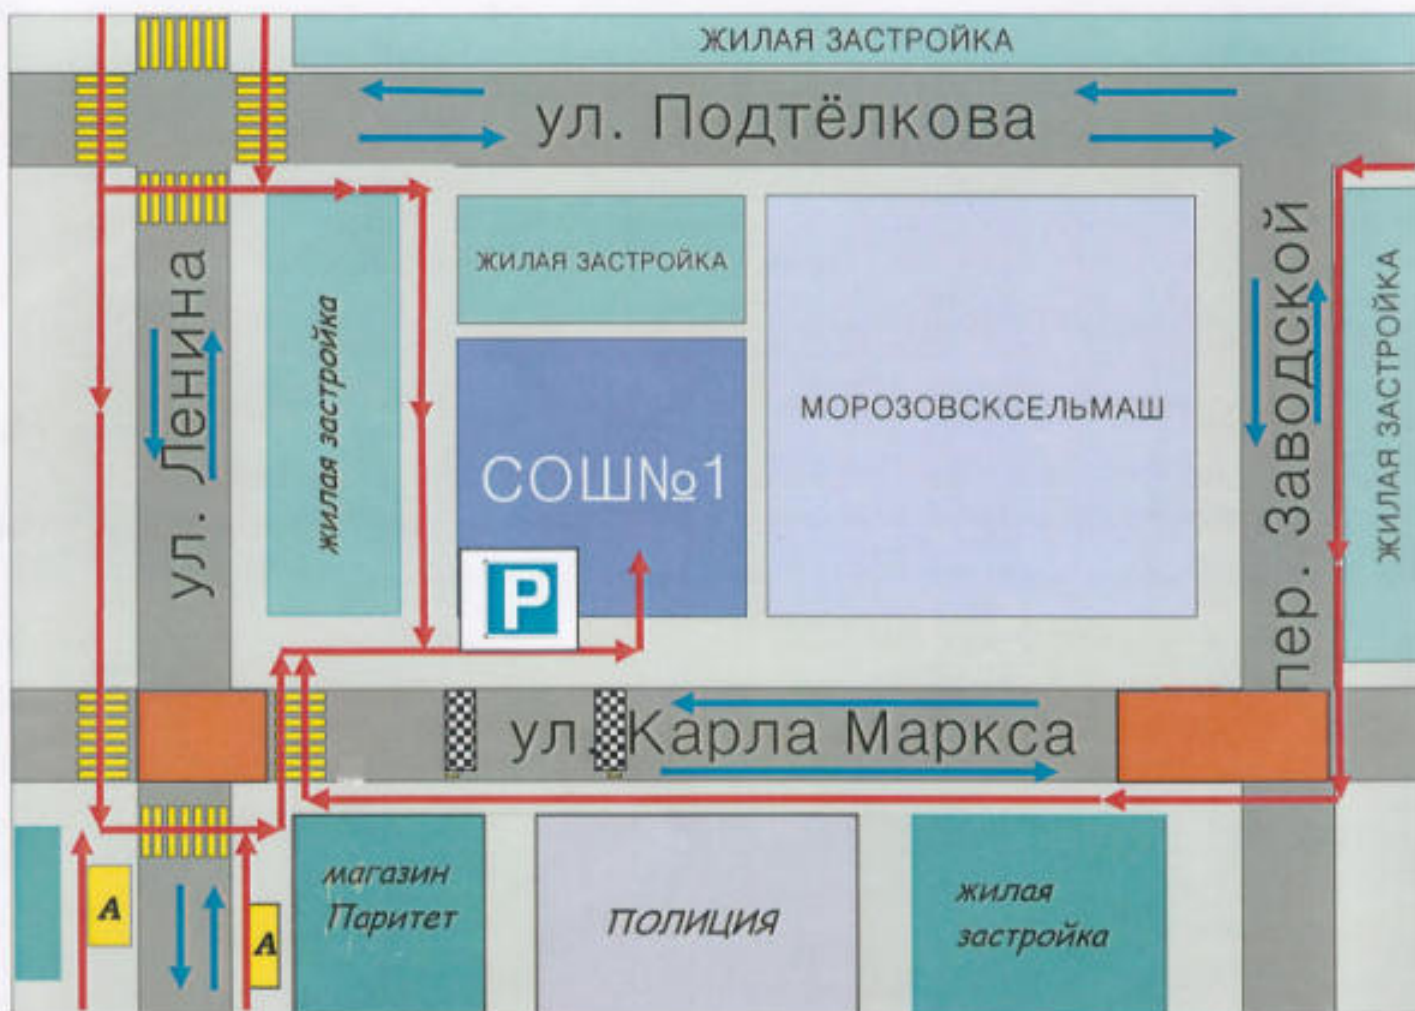 ЖИЛАЯ ЗАСТРОЙКА
ул. Подтёлкова
ЖИЛАЯ ЗАСТРОЙКА
ул. Ленина
жилая застройка
СОШ№1
P
МОРОЗОВСКСЕЛЬМАШ
пер. Заводской
ЖИЛАЯ ЗАСТРОЙКА
ул. Карла Маркса
А
А
магазин
Паритет
ПОЛИЦИЯ
жилая
застройка